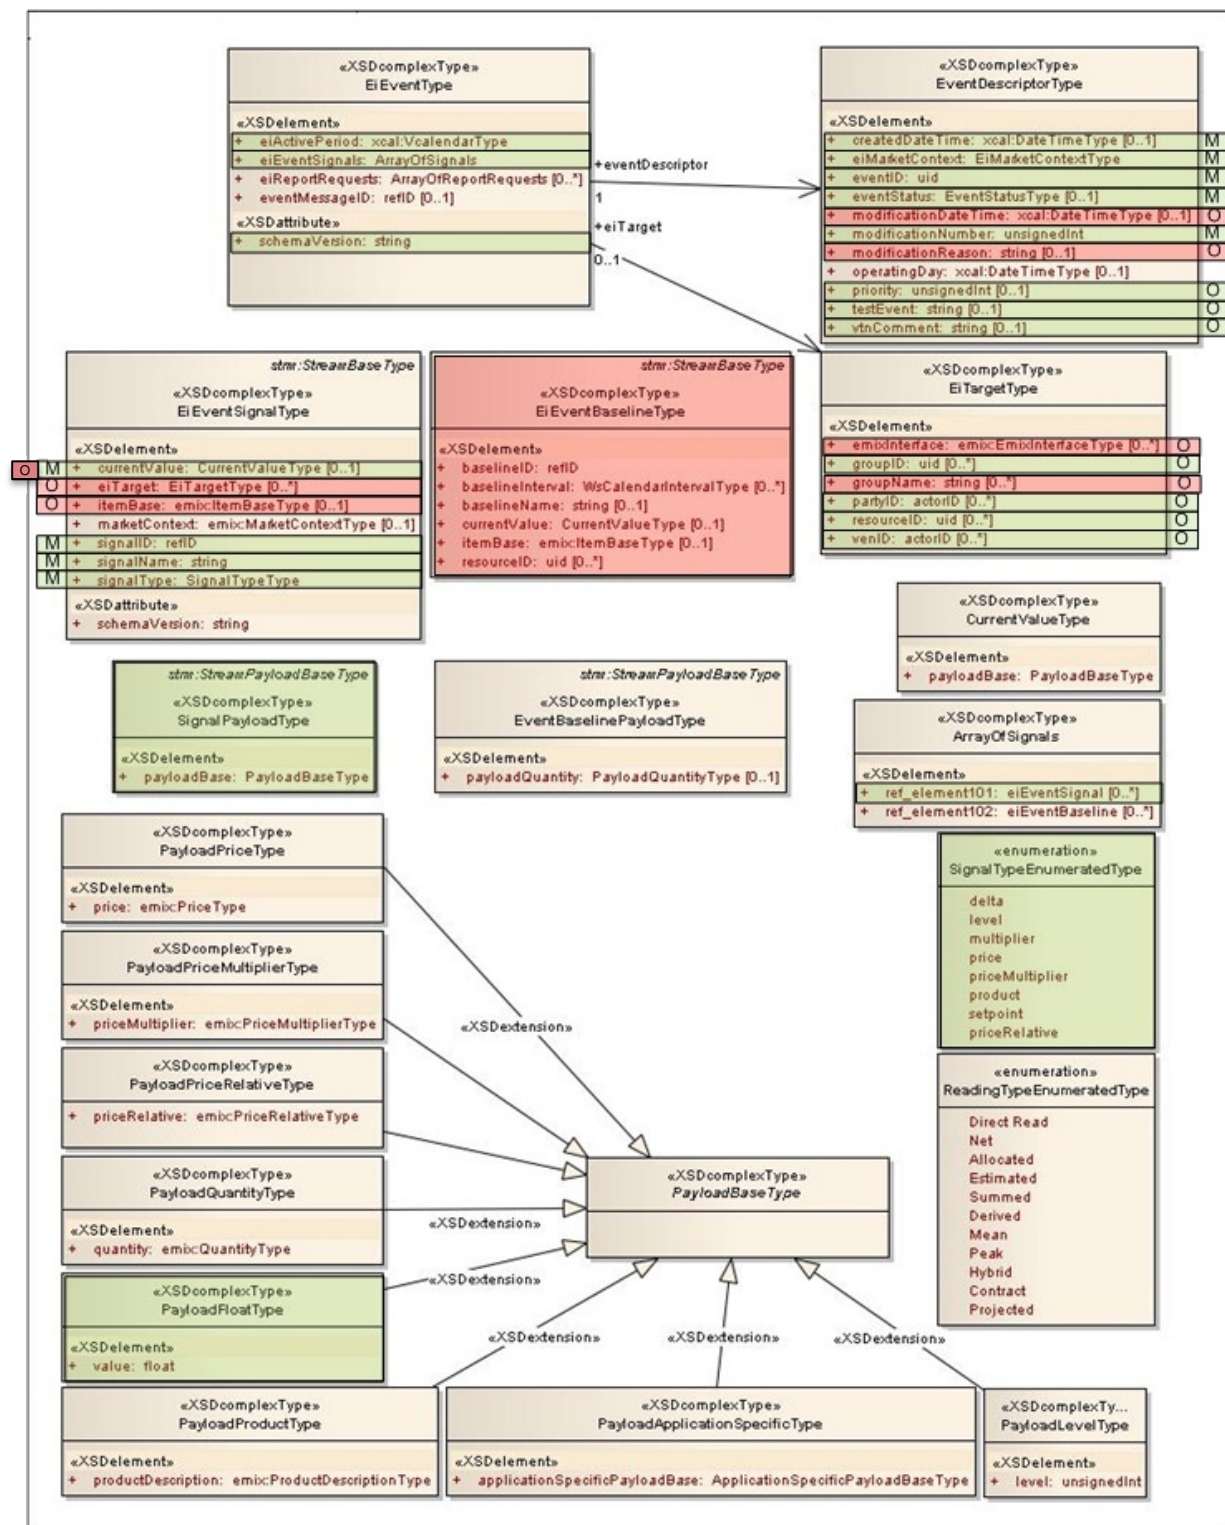 «XSDcomplexType»
EiEventType
«XSDelement»
+ eiActivePeriod: xcal:VcalendarType
+ eiEventSignals: ArrayOfSignals
+ eiReportRequests: ArrayOfReportRequests [0..*]
+ eventMessageID: refID [0..1]
«XSDattribute»
+ schemaVersion: string
+eventDescriptor
1
+eiTarget
0..1
«XSDcomplexType»
EventDescriptorType
«XSDelement»
+ createdDateTime: xcal:DateTimeType [0..1] M
+ eiMarketContext: EiMarketContextType M
+ eventID: uid M
+ eventStatus: EventStatusType [0..1] M
+ modificationDateTime: xcal:DateTimeType [0..1] O
+ modificationNumber: unsignedInt M
+ modificationReason: string [0..1] O
+ operatingDay: xcal:DateTimeType [0..1]
+ priority: unsignedInt [0..1] O
+ testEvent: string [0..1] O
+ vtnComment: string [0..1] O
stm:StreamBaseType
«XSDcomplexType»
EiEventSignalType
«XSDelement»
O M + currentValue: CurrentValueType [0..1]
O + eiTarget: EiTargetType [0..*]
O + itemBase: emix:ItemBaseType [0..1]
+ marketContext: emix:MarketContextType [0..1]
M + signalID: refID
M + signalName: string
M + signalType: SignalTypeType
«XSDattribute»
+ schemaVersion: string
stm:StreamBaseType
«XSDcomplexType»
EiEventBaselineType
«XSDelement»
+ baselineID: refID
+ baselineInterval: WsCalendarIntervalType [0..*]
+ baselineName: string [0..1]
+ currentValue: CurrentValueType [0..1]
+ itemBase: emix:ItemBaseType [0..1]
+ resourceID: uid [0..*]
«XSDcomplexType»
EiTargetType
«XSDelement»
+ emixInterface: emix:EmixInterfaceType [0..*] O
+ groupID: uid [0..*] O
+ groupName: string [0..*] O
+ partyID: actorID [0..*] O
+ resourceID: uid [0..*] O
+ venID: actorID [0..*] O
«XSDcomplexType»
CurrentValueType
«XSDelement»
+ payloadBase: PayloadBaseType
stm:StreamPayloadBaseType
«XSDcomplexType»
SignalPayloadType
«XSDelement»
+ payloadBase: PayloadBaseType
stm:StreamPayloadBaseType
«XSDcomplexType»
EventBaselinePayloadType
«XSDelement»
+ payloadQuantity: PayloadQuantityType [0..1]
«XSDcomplexType»
ArrayOfSignals
«XSDelement»
+ ref_element101: eiEventSignal [0..*]
+ ref_element102: eiEventBaseline [0..*]
«XSDcomplexType»
PayloadPriceType
«XSDelement»
+ price: emix:PriceType
«XSDcomplexType»
PayloadPriceMultiplierType
«XSDelement»
+ priceMultiplier: emix:PriceMultiplierType
«XSDcomplexType»
PayloadPriceRelativeType
+ priceRelative: emix:PriceRelativeType
«XSDcomplexType»
PayloadQuantityType
«XSDelement»
+ quantity: emix:QuantityType
«XSDcomplexType»
PayloadFloatType
«XSDelement»
+ value: float
«XSDextension»
«XSDextension»
«XSDextension»
«XSDcomplexType»
PayloadBaseType
«enumeration»
SignalTypeEnumeratedType
delta
level
multiplier
price
priceMultiplier
product
setpoint
priceRelative
«enumeration»
ReadingTypeEnumeratedType
Direct Read
Net
Allocated
Estimated
Summed
Derived
Mean
Peak
Hybrid
Contract
Projected
«XSDextension»
«XSDextension»
«XSDextension»
«XSDcomplexType»
PayloadProductType
«XSDelement»
+ productDescription: emix:ProductDescriptionType
«XSDcomplexType»
PayloadApplicationSpecificType
«XSDelement»
+ applicationSpecificPayloadBase: ApplicationSpecificPayloadBaseType
«XSDcomplexTy...
PayloadLevelType
«XSDelement»
+ level: unsignedInt